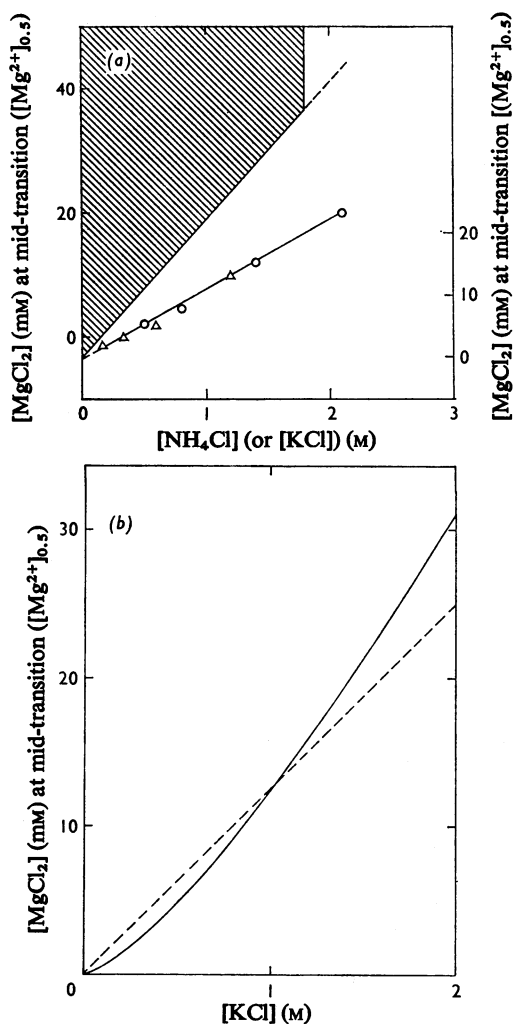 (a)
[MgCl₂] (mM) at mid-transition ([Mg²⁺]₀.₅)
40
20
0
[MgCl₂] (mM) at mid-transition [(Mg²⁺]₀.₅)
20
10
0
0
1
2
3
[NH₄Cl] (or [KCl]) (M)
(b)
[MgCl₂] (mM) at mid-transition ([Mg²⁺]₀.₅)
30
20
10
0
1
2
[KCl] (M)